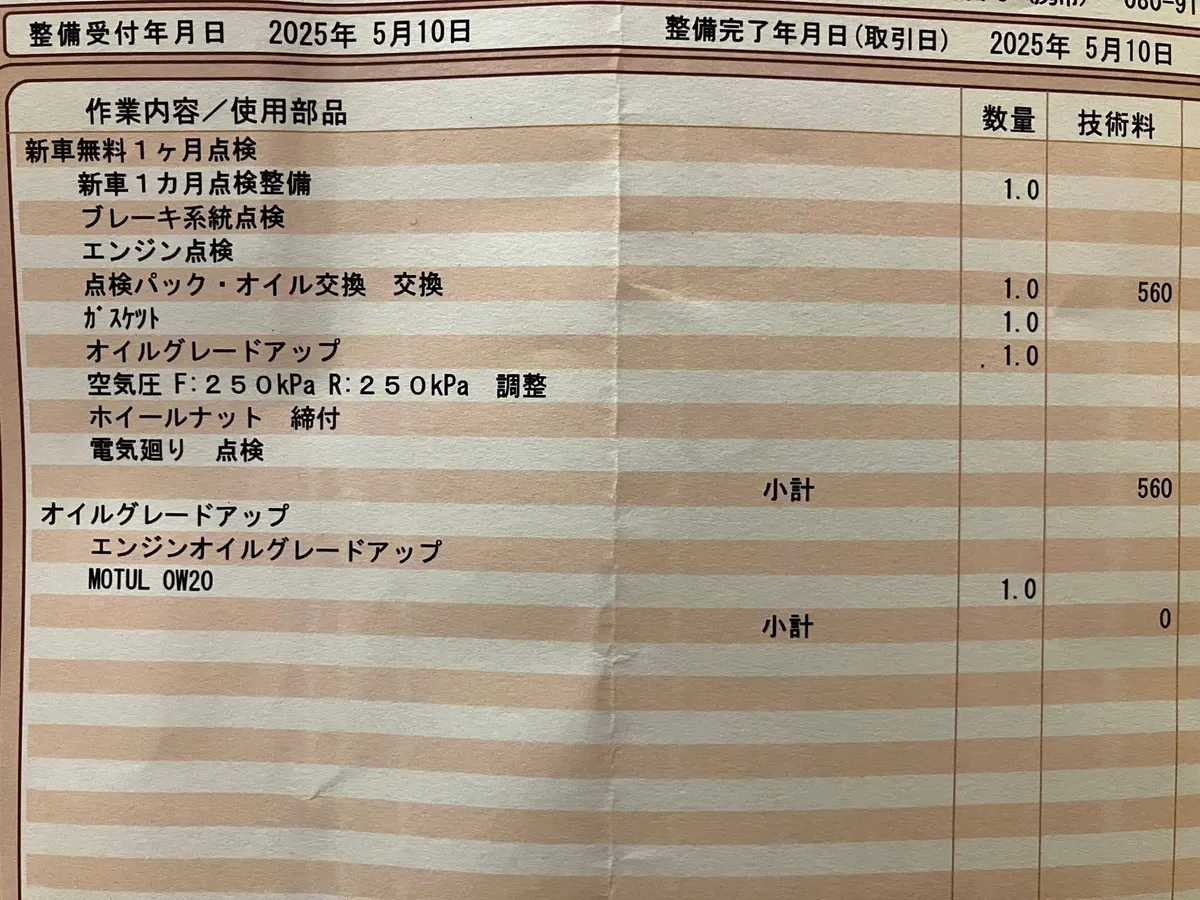 整備受付年月日 2025年 5月10日 整備完了年月日(取引日) 2025年 5月10日
作業内容／使用部品 数量 技術料
新車無料１ヶ月点検
新車１カ月点検整備 1.0
ブレーキ系統点検
エンジン点検
点検パック・オイル交換 交換 1.0 560
ｶﾞｽｹｯﾄ 1.0
オイルグレードアップ 1.0
空気圧 F:２５０kPa R:２５０kPa 調整
ホイールナット 締付
電気廻り 点検
小計 560
オイルグレードアップ
エンジンオイルグレードアップ
MOTUL 0W20 1.0
小計 0